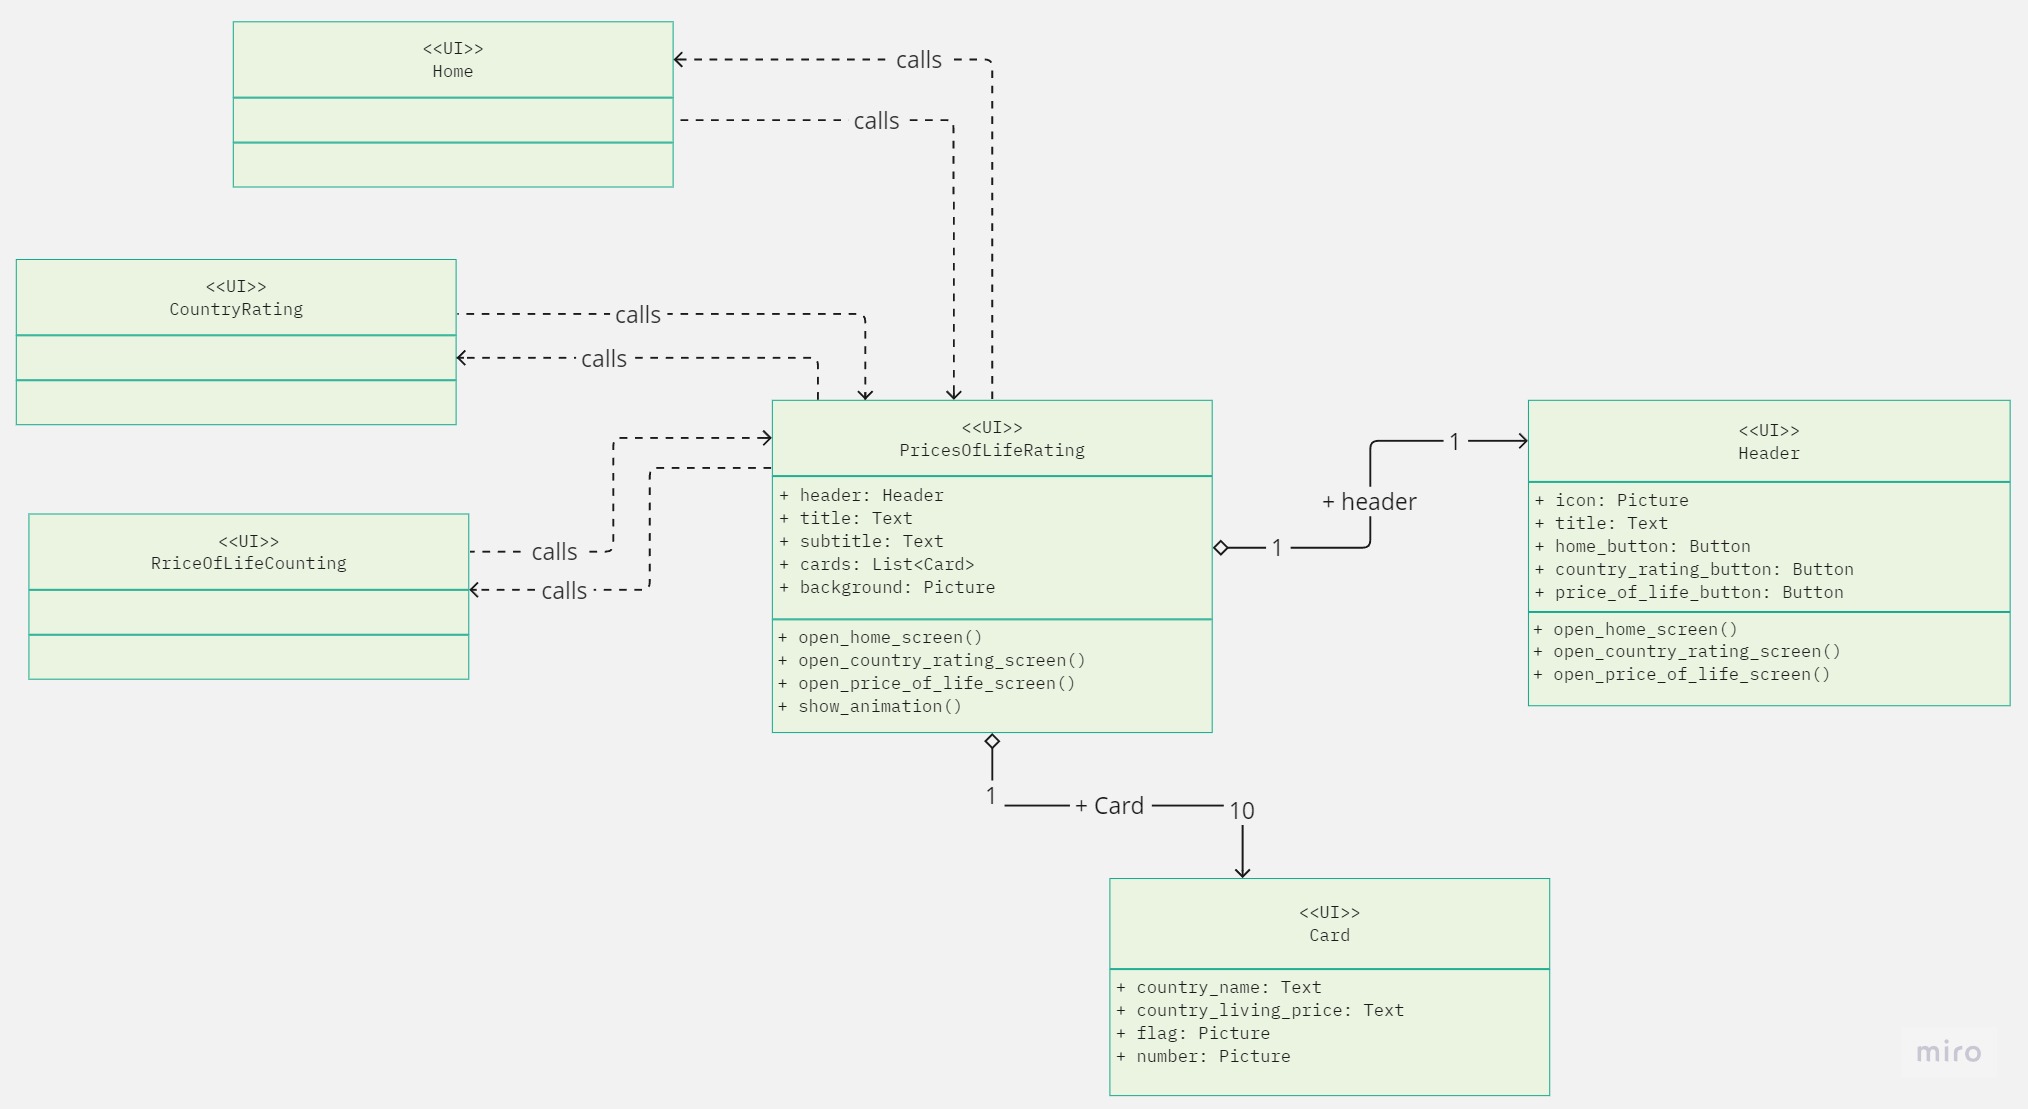 <<UI>>
Home
calls
calls
<<UI>>
CountryRating
calls
calls
<<UI>>
RriceOfLifeCounting
calls
calls
<<UI>>
PricesOfLifeRating
+ header: Header
+ title: Text
+ subtitle: Text
+ cards: List<Card>
+ background: Picture
+ open_home_screen()
+ open_country_rating_screen()
+ open_price_of_life_screen()
+ show_animation()
1
+ header
1
<<UI>>
Header
+ icon: Picture
+ title: Text
+ home_button: Button
+ country_rating_button: Button
+ price_of_life_button: Button
+ open_home_screen()
+ open_country_rating_screen()
+ open_price_of_life_screen()
1
+ Card
10
<<UI>>
Card
+ country_name: Text
+ country_living_price: Text
+ flag: Picture
+ number: Picture
miro